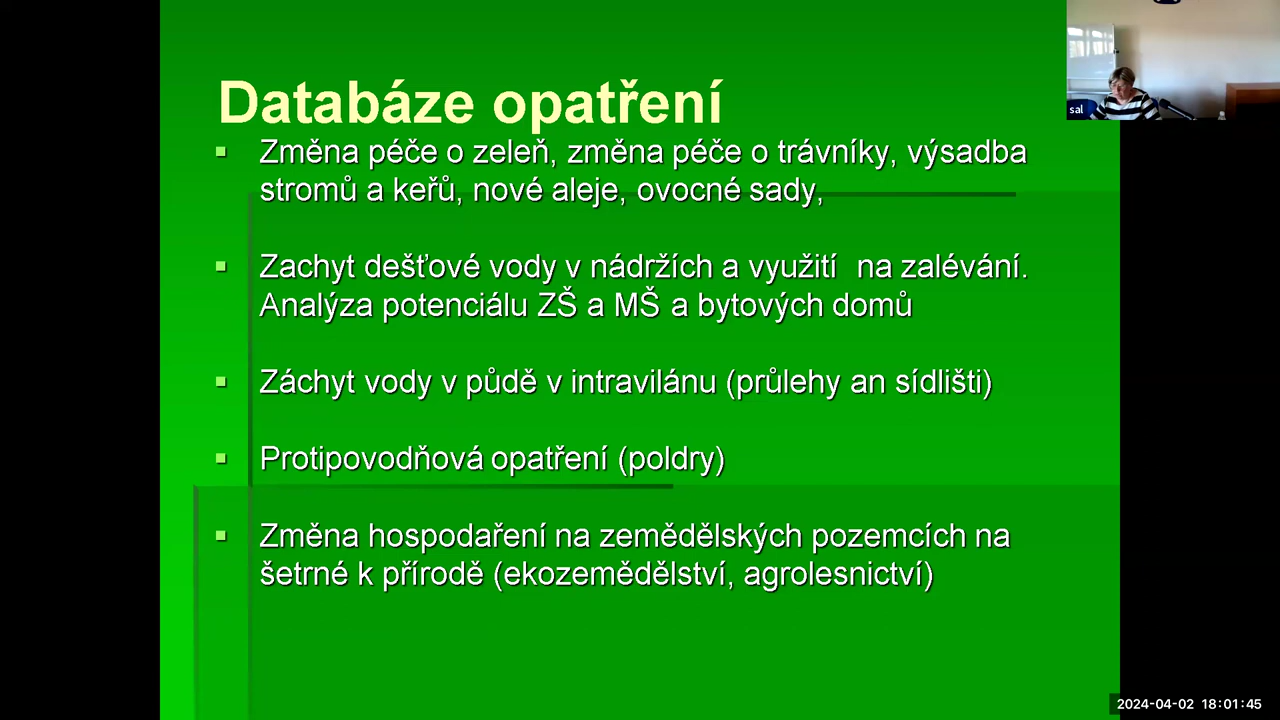 Databáze opatření
Změna péče o zeleň, změna péče o trávníky, výsadba
stromů a keřů, nové aleje, ovocné sady,
Zachyt dešťové vody v nádržích a využití na zalévání.
Analýza potenciálu ZŠ a MŠ a bytových domů
Záchyt vody v půdě v intravilánu (průlehy an sídlišti)
Protipovodňová opatření (poldry)
Změna hospodaření na zemědělských pozemcích na
šetrné k přírodě (ekozemědělství, agrolesnictví)
sal
2024-04-02 18:01:45